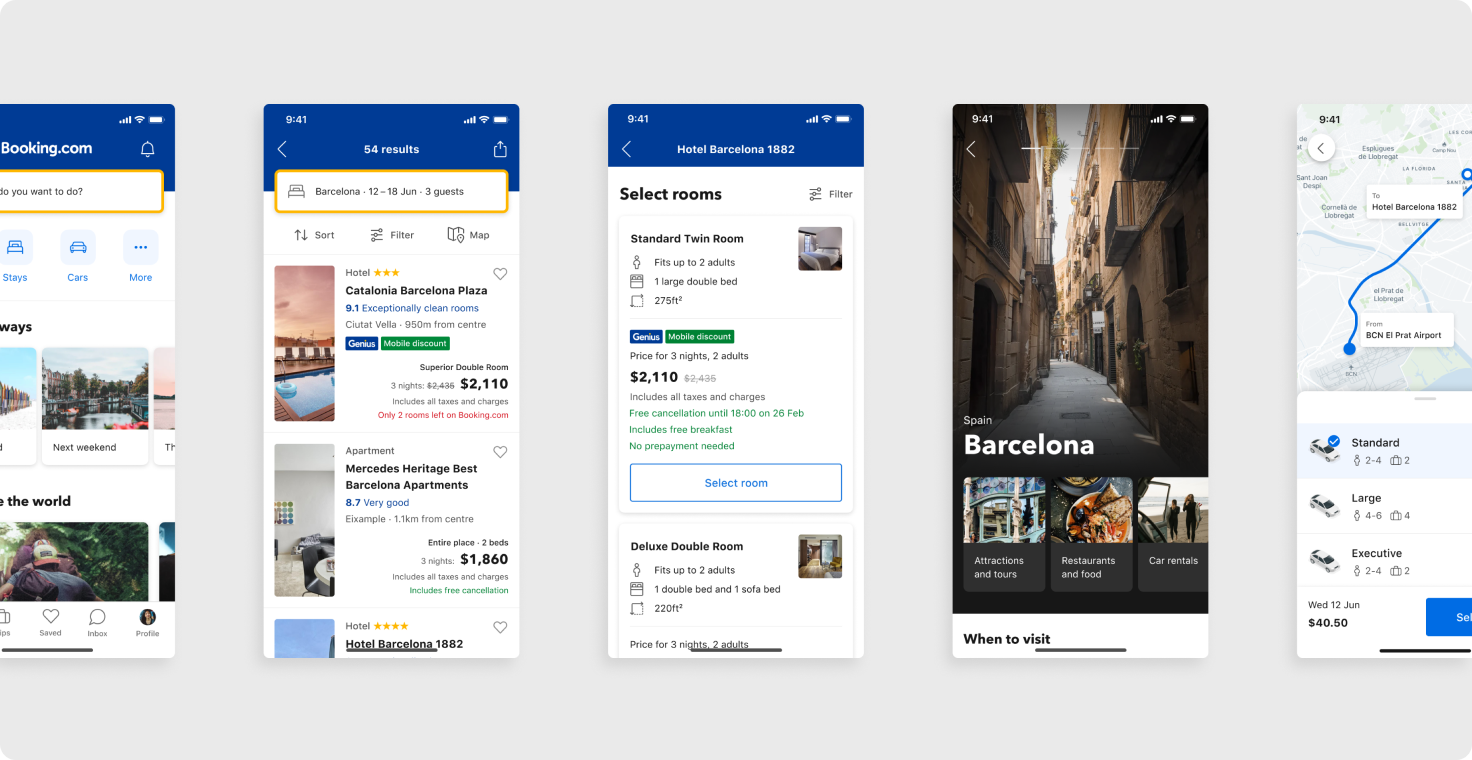 Booking.com
do you want to do?
Stays
Cars
More
ways
Next weekend
Th
e the world
ips
Saved
Inbox
Profile
9:41
54 results
Barcelona · 12 – 18 Jun · 3 guests
Sort
Filter
Map
Hotel
Catalonia Barcelona Plaza
9.1 Exceptionally clean rooms
Ciutat Vella · 950m from centre
Genius Mobile discount
Superior Double Room
3 nights: $2,435 $2,110
Includes all taxes and charges
Only 2 rooms left on Booking.com
Apartment
Mercedes Heritage Best
Barcelona Apartments
8.7 Very good
Eixample · 1.1km from centre
Entire place · 2 beds
3 nights: $1,860
Includes all taxes and charges
Includes free cancellation
Hotel
Hotel Barcelona 1882
9:41
Hotel Barcelona 1882
Select rooms
Filter
Standard Twin Room
Fits up to 2 adults
1 large double bed
275ft²
Genius Mobile discount
Price for 3 nights, 2 adults
$2,110 $2,435
Includes all taxes and charges
Free cancellation until 18:00 on 26 Feb
Includes free breakfast
No prepayment needed
Select room
Deluxe Double Room
Fits up to 2 adults
1 double bed and 1 sofa bed
220ft²
Price for 3 nights, 2 adults
9:41
Spain
Barcelona
Attractions
and tours
Restaurants
and food
Car rentals
When to visit
9:41
de
at
LES CO
Esplugues
de Llobregat
Camp Nou
LA FLORIDA
Sant Joan
Despí
SANTA
To
Hotel Barcelona 1882
Cornellà de
Llobregat
BELLVITGE
el Prat de
Llobregat
From
BCN El Prat Airport
BCN
Standard
2-4 2
Large
4-6 4
Executive
2-4 2
Wed 12 Jun
$40.50
Sel